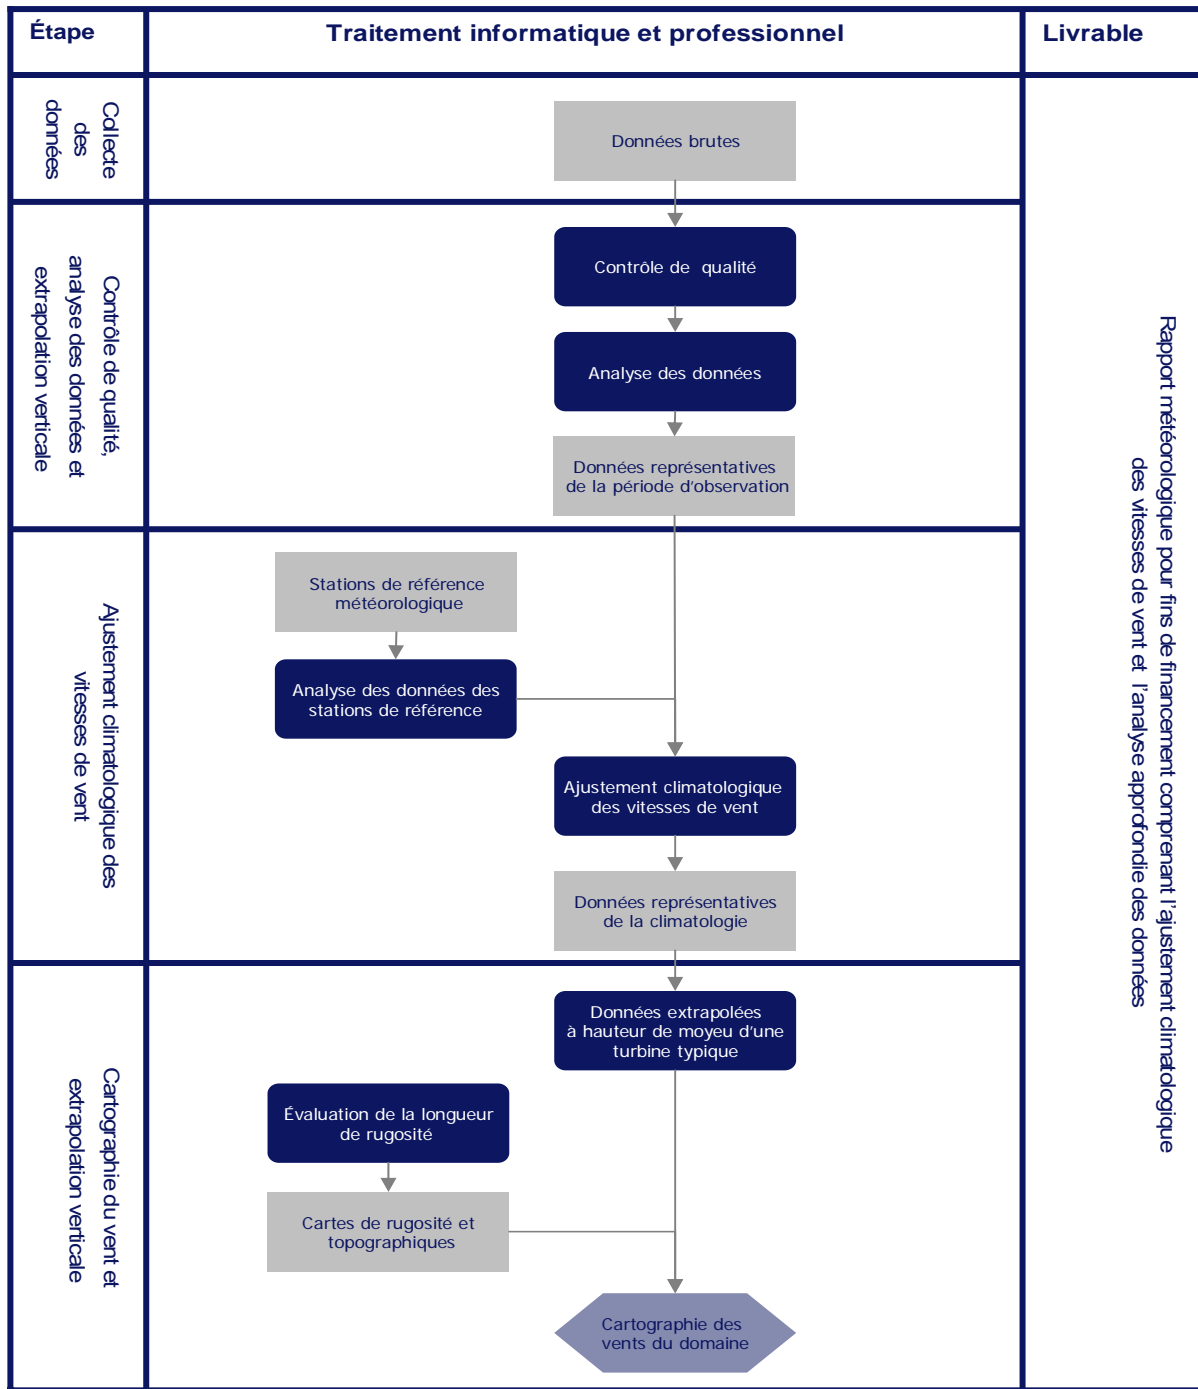 Étape
Traitement informatique et professionnel
Livrable
Collecte
des
données
Données brutes
Contrôle de qualité,
analyse des données et
extrapolation verticale
Contrôle de qualité
Analyse des données
Données représentatives
de la période d'observation
Ajustement climatologique des
vitesses de vent
Stations de référence
météorologique
Analyse des données des
stations de référence
Ajustement climatologique
des vitesses de vent
Données représentatives
de la climatologie
Cartographie du vent et
extrapolation verticale
Données extrapolées
à hauteur de moyeu d'une
turbine typique
Évaluation de la longueur
de rugosité
Cartes de rugosité et
topographiques
Cartographie des
vents du domaine
Rapport météorologique pour fins de financement comprenant l'ajustement climatologique
des vitesses de vent et l'analyse approfondie des données